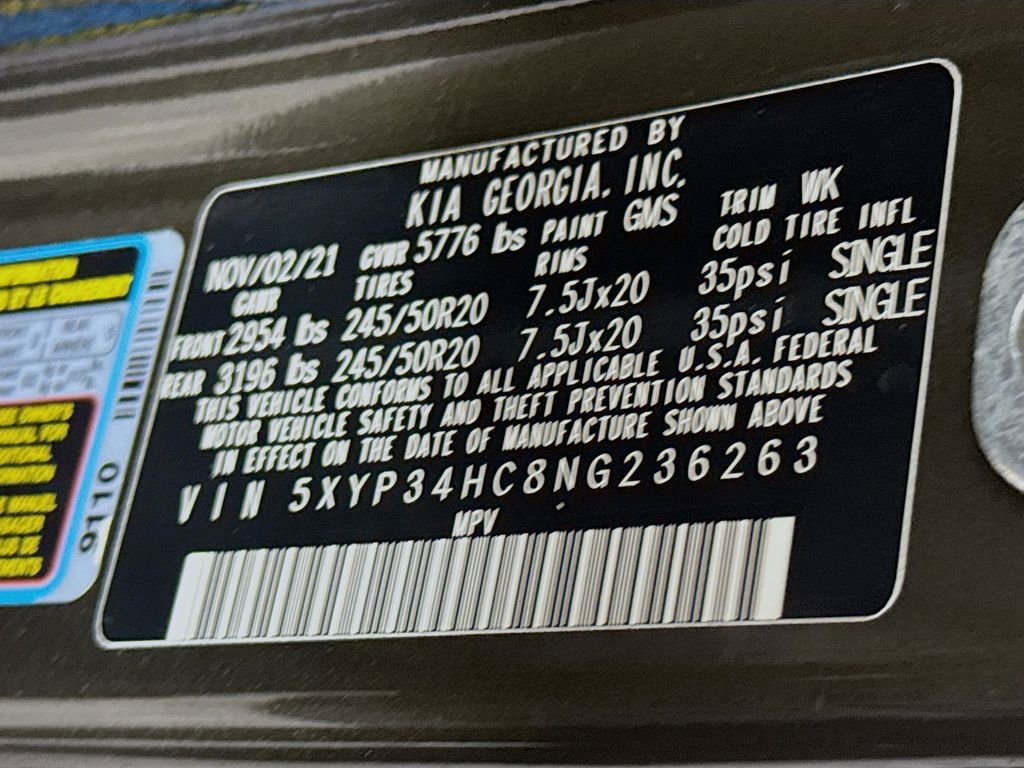 MANUFACTURED BY
KIA GEORGIA, INC.
NOV/02/21 GVWR 5776 lbs PAINT GMS TRIM WK
GAWR TIRES RIMS COLD TIRE INFL
FRONT 2954 lbs 245/50R20 7.5Jx20 35psi SINGLE
REAR 3196 lbs 245/50R20 7.5Jx20 35psi SINGLE
THIS VEHICLE CONFORMS TO ALL APPLICABLE U.S.A. FEDERAL
MOTOR VEHICLE SAFETY AND THEFT PREVENTION STANDARDS
IN EFFECT ON THE DATE OF MANUFACTURE SHOWN ABOVE
VIN 5XYP34HC8NG236263
MPV
9110